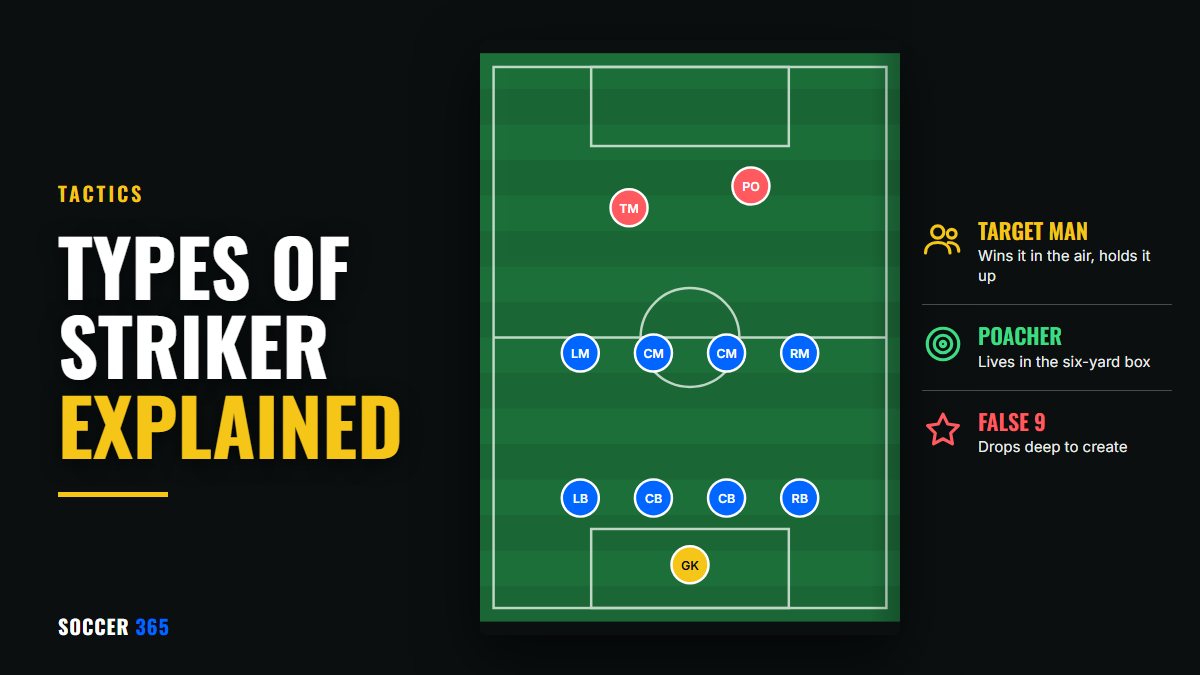 TACTICS
TYPES OF
STRIKER
EXPLAINED
SOCCER 365
PO
TM
LM CM CM RM
LB CB CB RB
GK
TARGET MAN
Wins it in the air, holds it
up
POACHER
Lives in the six-yard box
FALSE 9
Drops deep to create